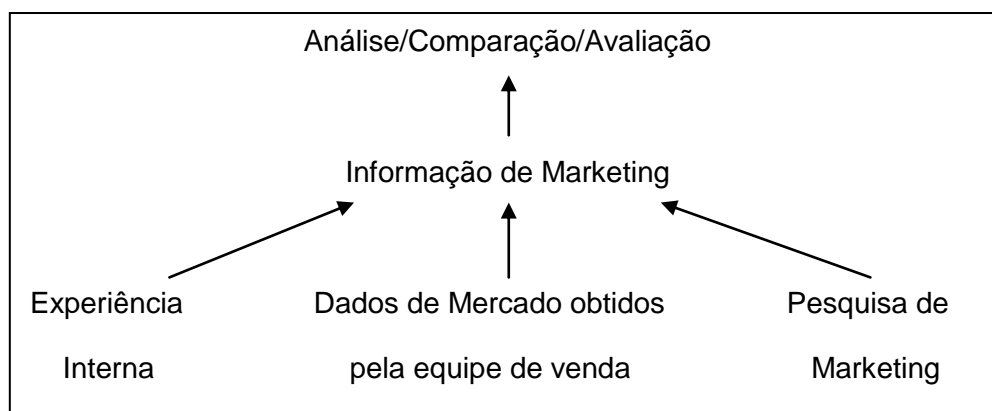 Análise/Comparação/Avaliação
Informação de Marketing
Experiência Dados de Mercado obtidos Pesquisa de
Interna pela equipe de venda Marketing